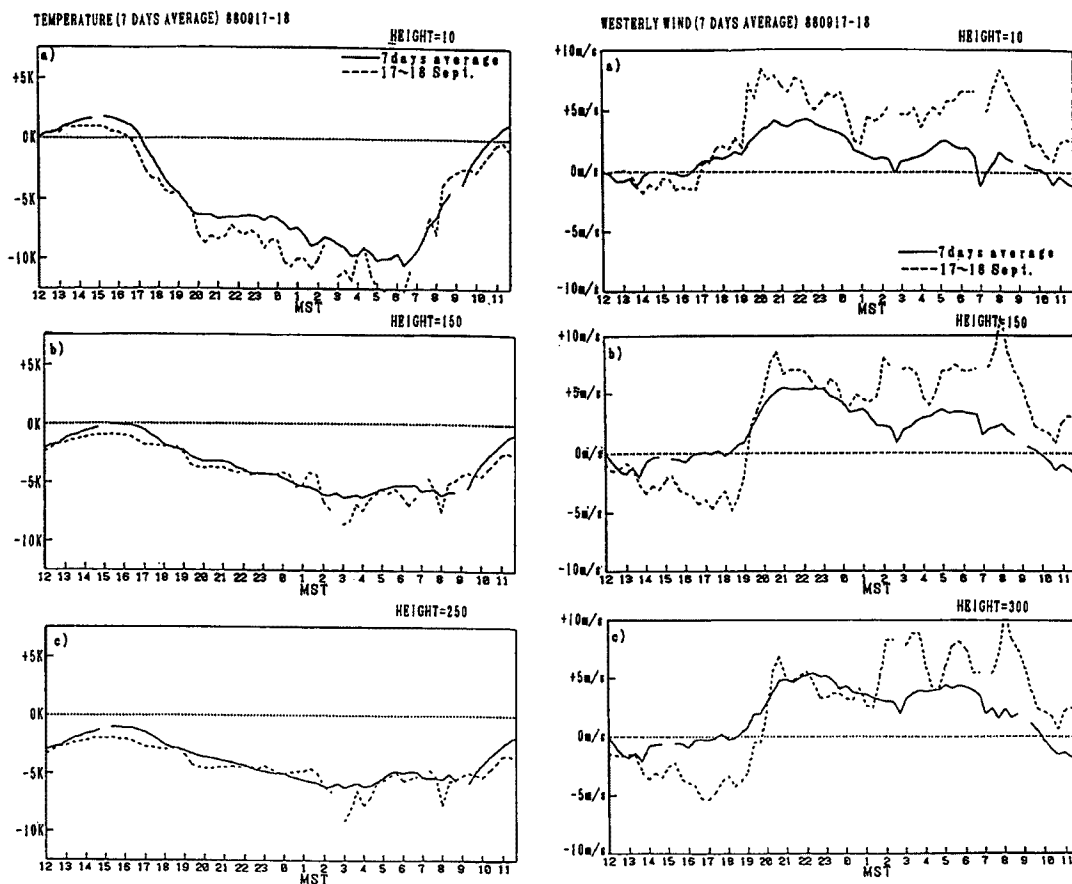 TEMPERATURE (7 DAYS AVERAGE) 880917-18
HEIGHT=10
a)
7days average
17~18 Sept.
+5K
0K
-5K
-10K
12 13 14 15 16 17 18 19 20 21 22 23 0 1 2 3 4 5 6 7 8 9 10 11
MST
HEIGHT=150
b)
+5K
0K
-5K
-10K
12 13 14 15 16 17 18 19 20 21 22 23 0 1 2 3 4 5 6 7 8 9 10 11
MST
HEIGHT=250
c)
+5K
0K
-5K
-10K
12 13 14 15 16 17 18 19 20 21 22 23 0 1 2 3 4 5 6 7 8 9 10 11
MST
WESTERLY WIND (7 DAYS AVERAGE) 880917-18
+10m/s
HEIGHT=10
a)
+5m/s
0m/s
-5m/s
7days average
17~18 Sept.
-10m/s
12 13 14 15 16 17 18 19 20 21 22 23 0 1 2 3 4 5 6 7 8 9 10 11
MST
HEIGHT=150
+10m/s
b)
+5m/s
0m/s
-5m/s
-10m/s
12 13 14 15 16 17 18 19 20 21 22 23 0 1 2 3 4 5 6 7 8 9 10 11
MST
HEIGHT=300
+10m/s
c)
+5m/s
0m/s
-5m/s
-10m/s
12 13 14 15 16 17 18 19 20 21 22 23 0 1 2 3 4 5 6 7 8 9 10 11
MST